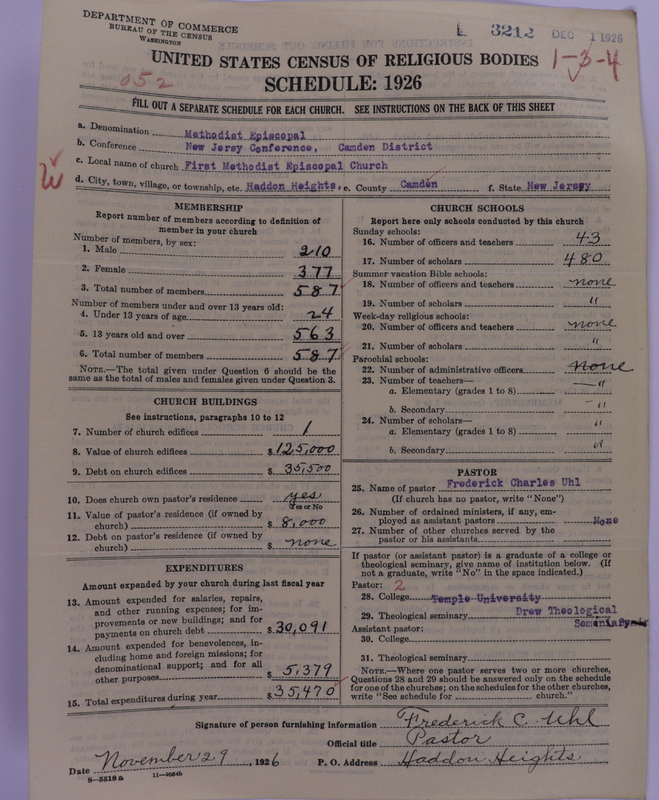 DEPARTMENT OF COMMERCE
BUREAU OF THE CENSUS
WASHINGTON
E 3212 DEC 1 1926
052
1-3-4
UNITED STATES CENSUS OF RELIGIOUS BODIES
SCHEDULE: 1926
FILL OUT A SEPARATE SCHEDULE FOR EACH CHURCH. SEE INSTRUCTIONS ON THE BACK OF THIS SHEET
a. Denomination Methodist Episcopal
b. Conference New Jersy Conference, Camden District
c. Local name of church First Methodist Episcopal Church
d. City, town, village, or township, etc. Haddon Heights, e. County Camden f. State New Jersey
MEMBERSHIP
Report number of members according to definition of
member in your church
Number of members, by sex:
1. Male 210
2. Female 377
3. Total number of members 587
Number of members under and over 13 years old:
4. Under 13 years of age 24
5. 13 years old and over 563
6. Total number of members 587
NOTE.—The total given under Question 6 should be
same as the total of males and females given under Question 3.
CHURCH BUILDINGS
See instructions, paragraphs 10 to 12
7. Number of church edifices 1
8. Value of church edifices $125,000
9. Debt on church edifices $35,500
10. Does church own pastor's residence yes
Yes or No
11. Value of pastor's residence (if owned by
church) $8,000
12. Debt on pastor's residence (if owned by
church) $ none
EXPENDITURES
Amount expended by your church during last fiscal year
13. Amount expended for salaries, repairs,
and other running expenses; for im-
provements or new buildings; and for
payments on church debt $30,091
14. Amount expended for benevolences, in-
cluding home and foreign missions; for
denominational support; and for all
other purposes $5,379
15. Total expenditures during year $35,470
CHURCH SCHOOLS
Report here only schools conducted by this church
Sunday schools:
16. Number of officers and teachers 43
17. Number of scholars 480
Summer vacation Bible schools:
18. Number of officers and teachers none
19. Number of scholars "
Week-day religious schools:
20. Number of officers and teachers none
21. Number of scholars "
Parochial schools:
22. Number of administrative officers none
23. Number of teachers—
a. Elementary (grades 1 to 8) "
b. Secondary "
24. Number of scholars—
a. Elementary (grades 1 to 8) "
b. Secondary "
PASTOR
25. Name of pastor Frederick Charles Uhl
(If church has no pastor, write "None")
26. Number of ordained ministers, if any, em-
ployed as assistant pastors None
27. Number of other churches served by the
pastor or his assistants
If pastor (or assistant pastor) is a graduate of a college or
theological seminary, give name of institution below. (If
not a graduate, write "No" in the space indicated.)
Pastor: 2
28. College Temple University
29. Theological seminary Drew Theological
Assistant pastor:
30. College
31. Theological seminary
NOTE.—Where one pastor serves two or more churches,
Questions 28 and 29 should be answered only on the schedule
for one of the churches; on the schedules for the other churches,
write "See schedule for church."
Signature of person furnishing information Frederick C. Uhl
Official title Pastor
Date November 29, 1926 P. O. Address Haddon Heights
8-5518a 11-9064b